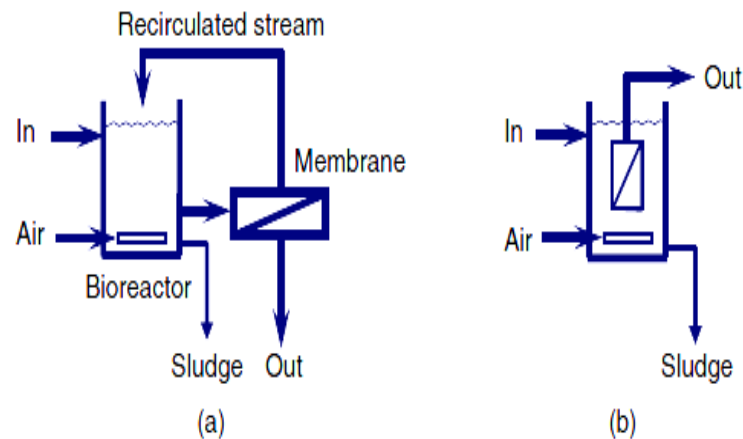 Recirculated stream
In
Membrane
Air
Bioreactor
Sludge Out
(a)
Out
In
Air
Sludge
(b)